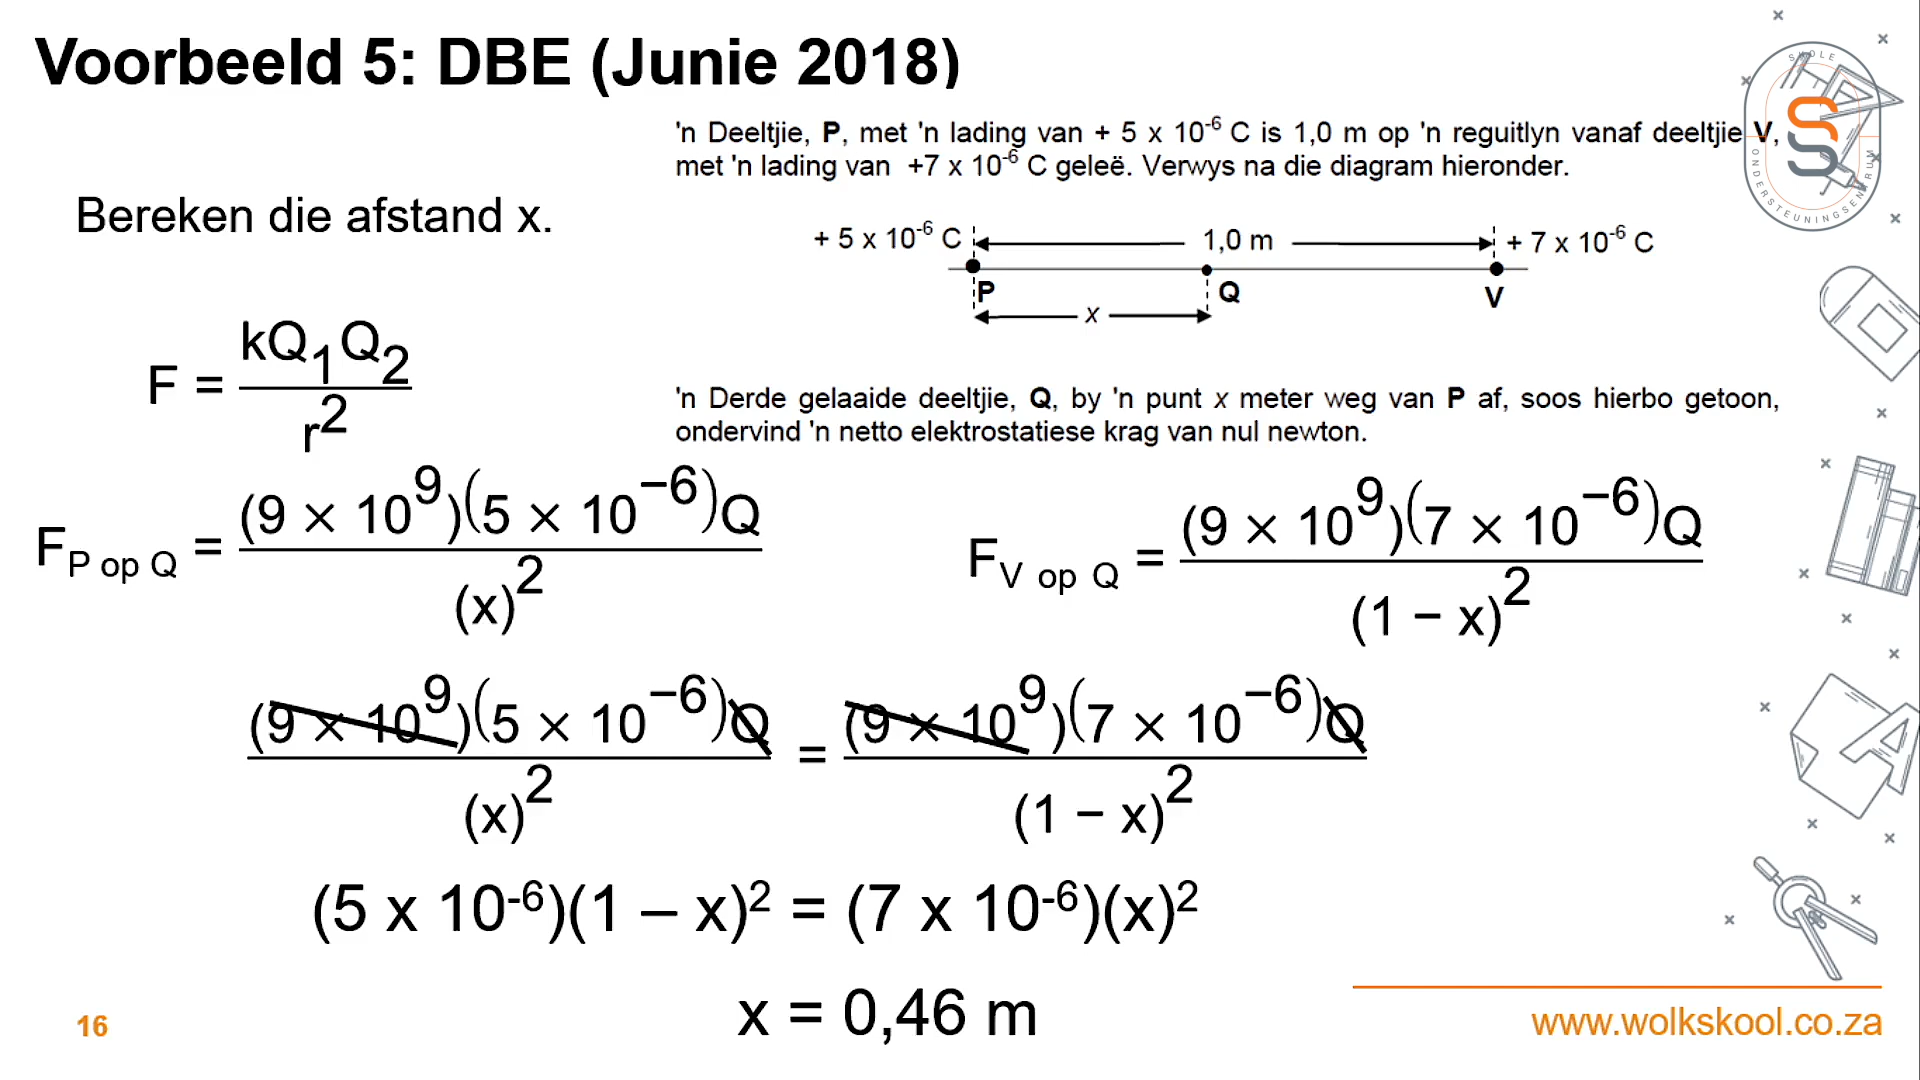 Voorbeeld 5: DBE (Junie 2018)
'n Deeltjie, P, met 'n lading van + 5 x 10⁻⁶ C is 1,0 m op 'n reguitlyn vanaf deeltjie V,
met 'n lading van +7 x 10⁻⁶ C geleë. Verwys na die diagram hieronder.
SKOLE
ONDERSTEUNINGSENTRUM
Bereken die afstand x.
+ 5 x 10⁻⁶ C
1,0 m
+ 7 x 10⁻⁶ C
P
Q
V
x
F = kQ₁Q₂ / r²
'n Derde gelaaide deeltjie, Q, by 'n punt x meter weg van P af, soos hierbo getoon,
ondervind 'n netto elektrostatiese krag van nul newton.
F_P op Q = (9 × 10⁹)(5 × 10⁻⁶)Q / (x)²
F_V op Q = (9 × 10⁹)(7 × 10⁻⁶)Q / (1 − x)²
(9 × 10⁹)(5 × 10⁻⁶)Q / (x)² = (9 × 10⁹)(7 × 10⁻⁶)Q / (1 − x)²
(5 x 10⁻⁶)(1 – x)² = (7 x 10⁻⁶)(x)²
x = 0,46 m
16
www.wolkskool.co.za